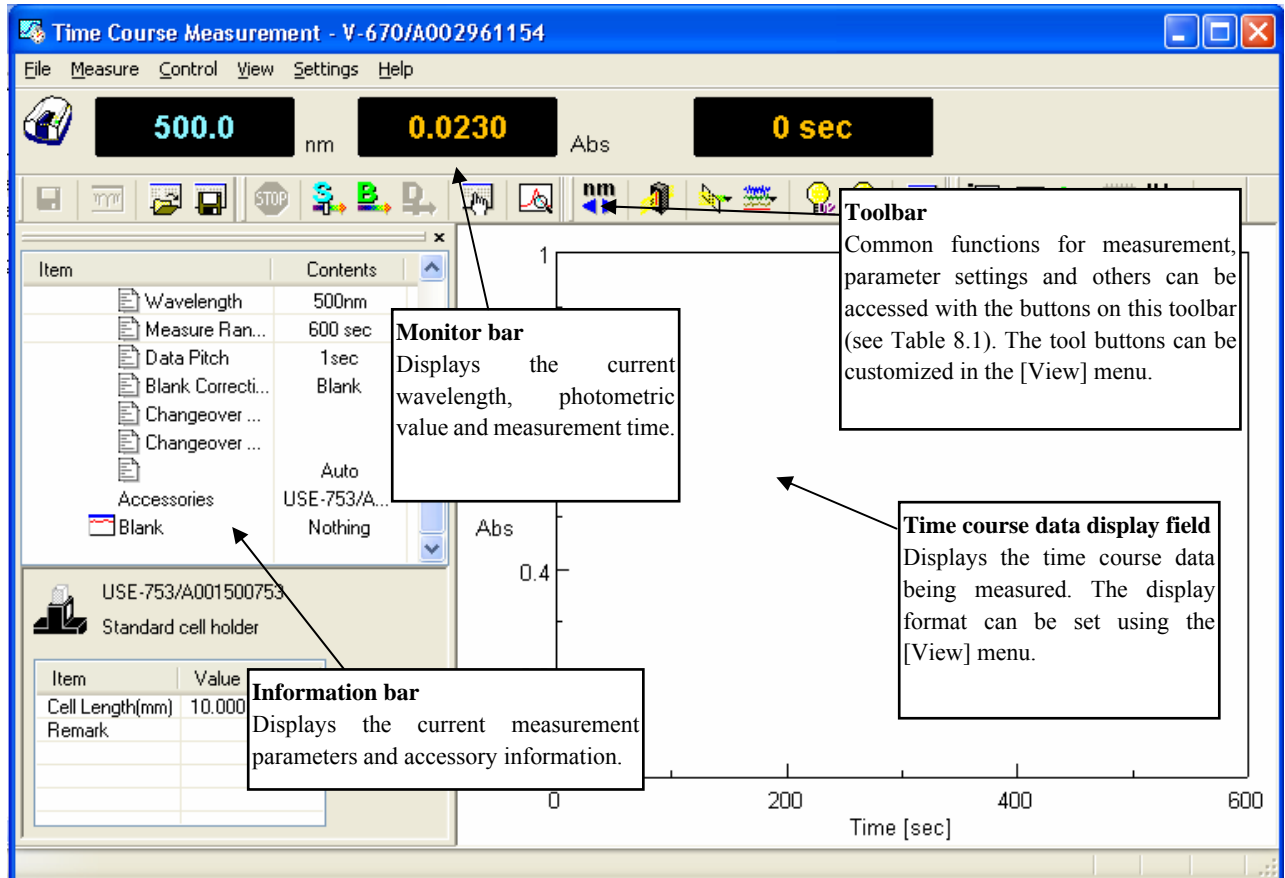 Time Course Measurement - V-670/A002961154
File Measure Control View Settings Help
500.0 nm 0.0230 Abs 0 sec
STOP S B D nm
Item Contents
Wavelength 500nm
Measure Ran... 600 sec
Data Pitch 1sec
Blank Correcti... Blank
Changeover ...
Changeover ...
Auto
Accessories USE-753/A...
Blank Nothing
USE-753/A001500753
Standard cell holder
Item Value
Cell Length(mm) 10.000
Remark
Monitor bar
Displays the current
wavelength, photometric
value and measurement time.
Toolbar
Common functions for measurement,
parameter settings and others can be
accessed with the buttons on this toolbar
(see Table 8.1). The tool buttons can be
customized in the [View] menu.
Time course data display field
Displays the time course data
being measured. The display
format can be set using the
[View] menu.
Information bar
Displays the current measurement
parameters and accessory information.
1
Abs
0.4
0 200 400 600
Time [sec]